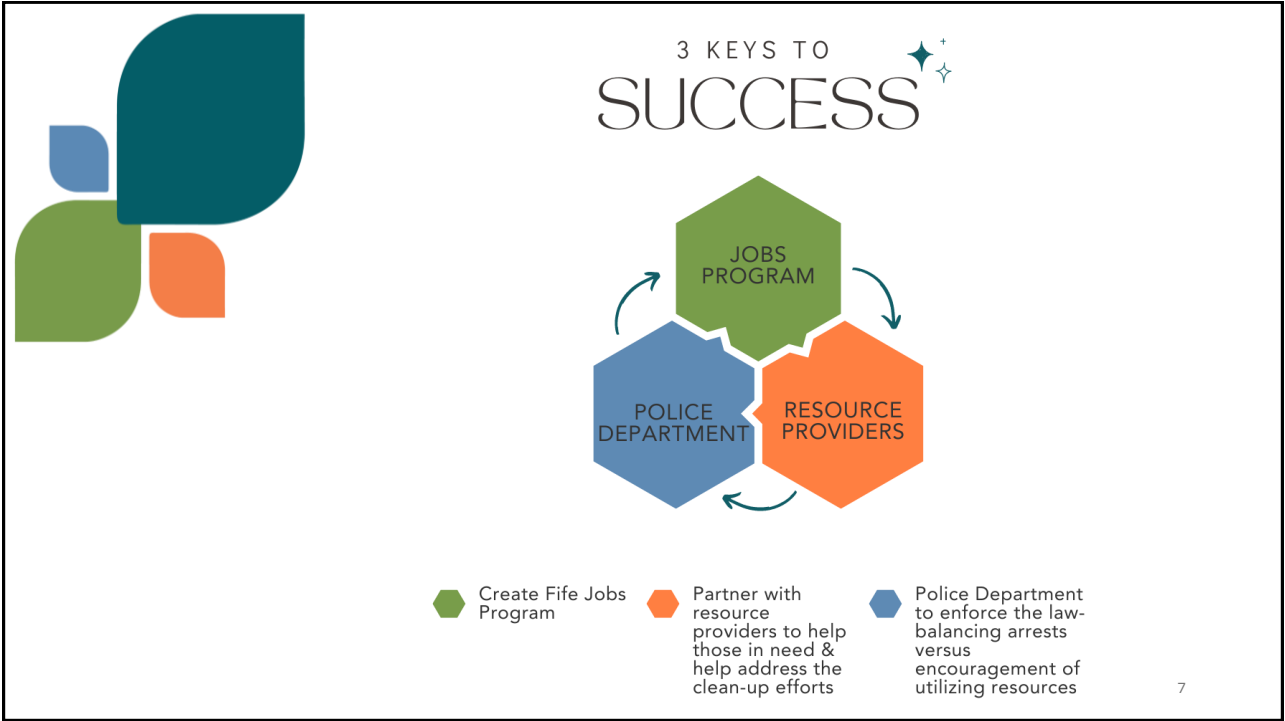 3 KEYS TO
SUCCESS
JOBS
PROGRAM
POLICE
DEPARTMENT
RESOURCE
PROVIDERS
Create Fife Jobs
Program
Partner with
resource
providers to help
those in need &
help address the
clean-up efforts
Police Department
to enforce the law-
balancing arrests
versus
encouragement of
utilizing resources
7